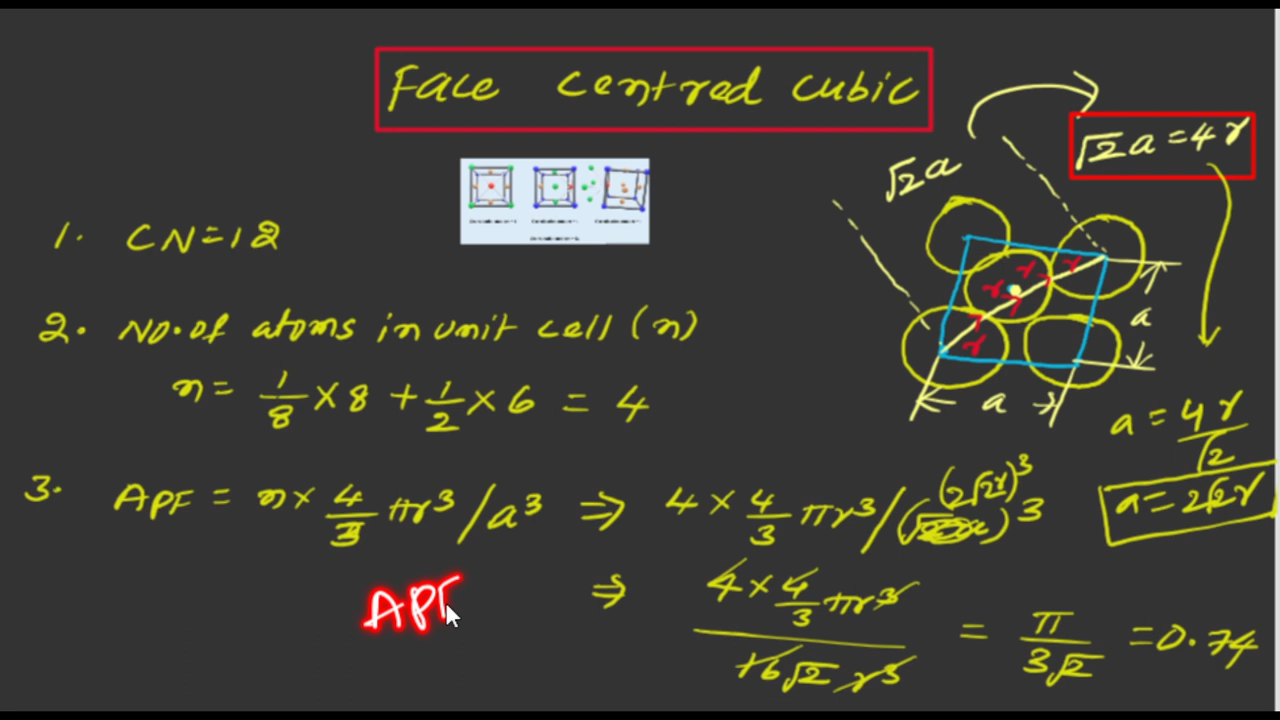 Face Centred Cubic
√2a = 4r
√2a
1. CN=12
r r
r r
r
a
2. No. of atoms in unit cell (n)
n = 1/8 × 8 + 1/2 × 6 = 4
a
a = 4r/√2
a = 2√2r
3. APF = n × 4/3 πr³ / a³ ⇒ 4 × 4/3 πr³ / (2√2r)³
APF
⇒ 4 × 4/3 πr³ / 16√2 r³ = π/3√2 = 0.74